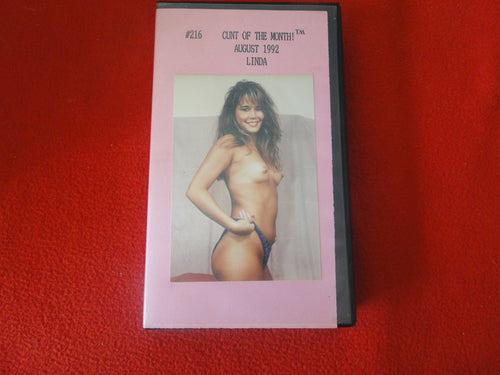 #216 CUNT OF THE MONTH!™
AUGUST 1992
LINDA